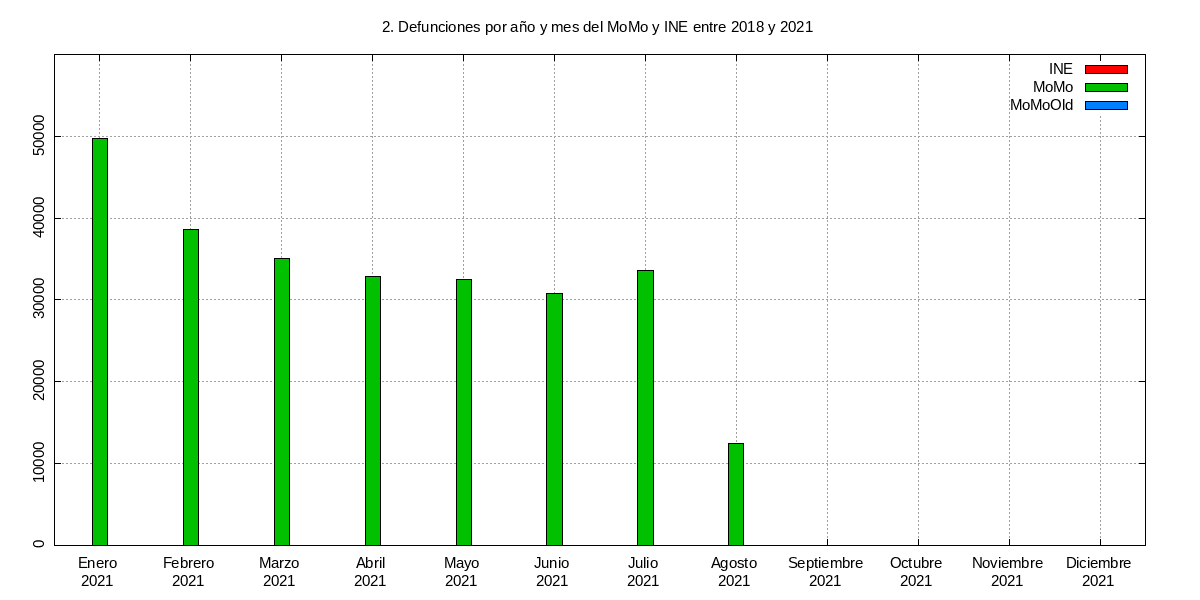 2. Defunciones por año y mes del MoMo y INE entre 2018 y 2021
INE
MoMo
MoMoOld
50000
40000
30000
20000
10000
0
Enero Febrero Marzo Abril Mayo Junio Julio Agosto Septiembre Octubre Noviembre Diciembre
2021 2021 2021 2021 2021 2021 2021 2021 2021 2021 2021 2021